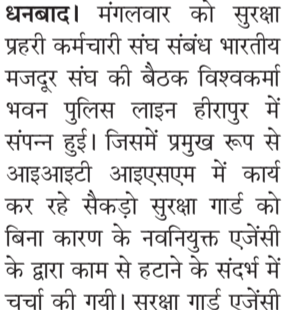 धनबाद। मंगलवार को सुरक्षा
प्रहरी कर्मचारी संघ संबंध भारतीय
मजदूर संघ की बैठक विश्वकर्मा
भवन पुलिस लाइन हीरापुर में
संपन्न हुई। जिसमें प्रमुख रूप से
आइआइटी आइएसएम में कार्य
कर रहे सैकड़ो सुरक्षा गार्ड को
बिना कारण के नवनियुक्त एजेंसी
के द्वारा काम से हटाने के संदर्भ में
चर्चा की गयी। सुरक्षा गार्ड एजेंसी